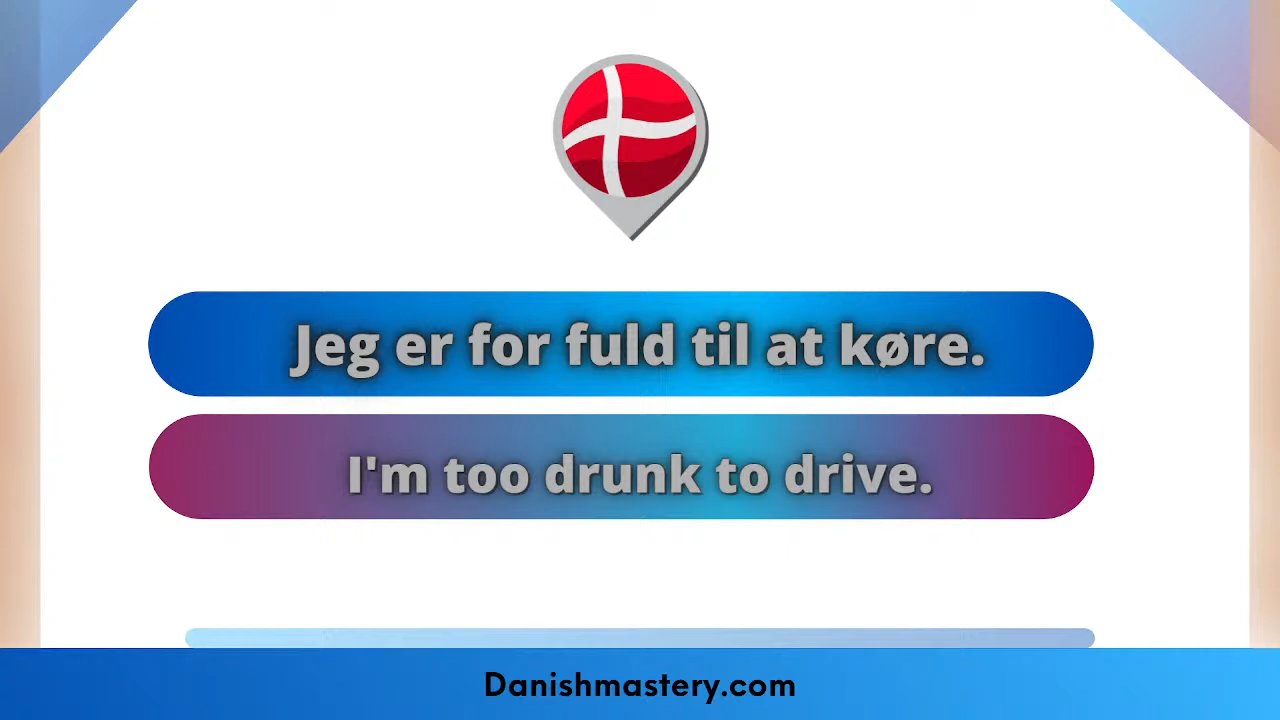 Jeg er for fuld til at køre.
I'm too drunk to drive.
Danishmastery.com